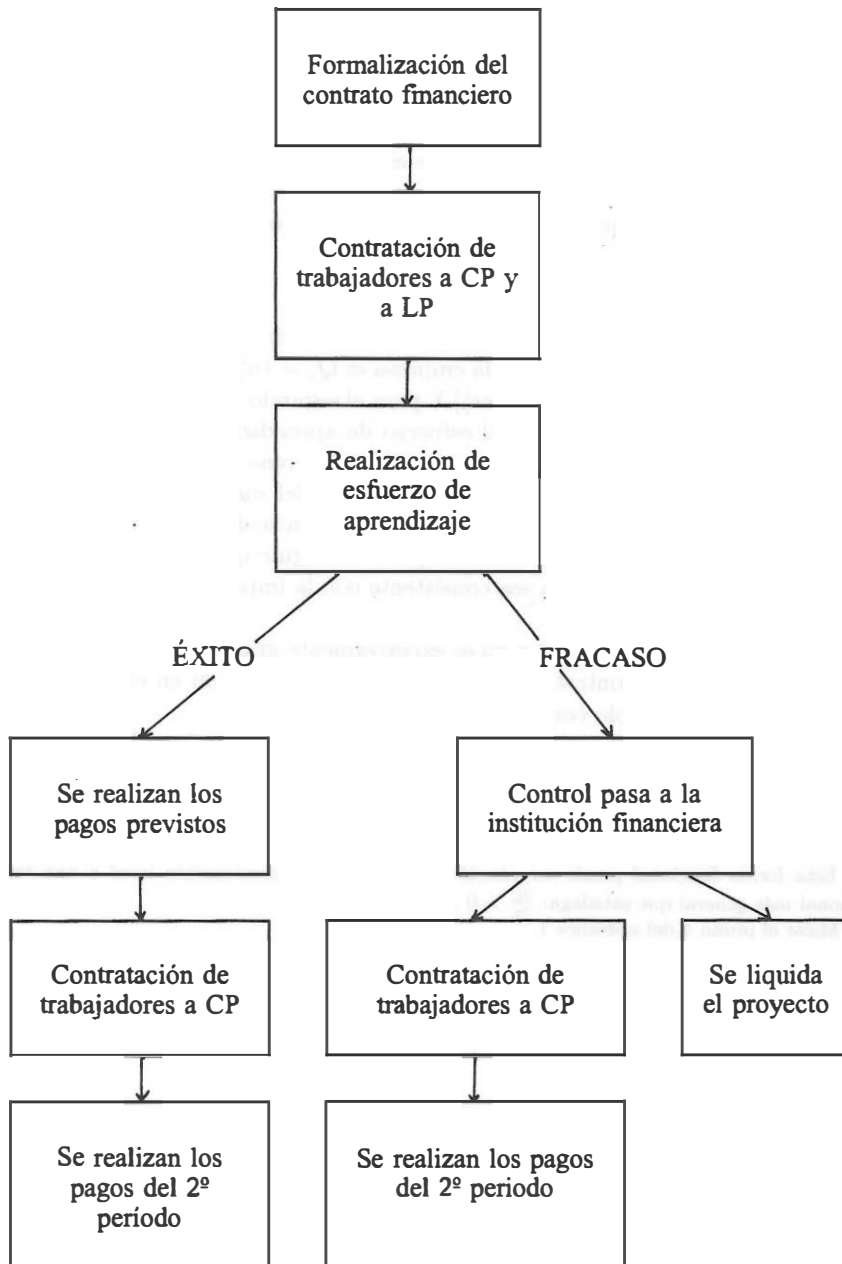 Formalización del
contrato financiero
Contratación de
trabajadores a CP y
a LP
Realización de
esfuerzo de
aprendizaje
ÉXITO
FRACASO
Se realizan los
pagos previstos
Control pasa a la
institución financiera
Contratación de
trabajadores a CP
Contratación de
trabajadores a CP
Se liquida
el proyecto
Se realizan los
pagos del 2º
período
Se realizan los pagos
del 2º periodo